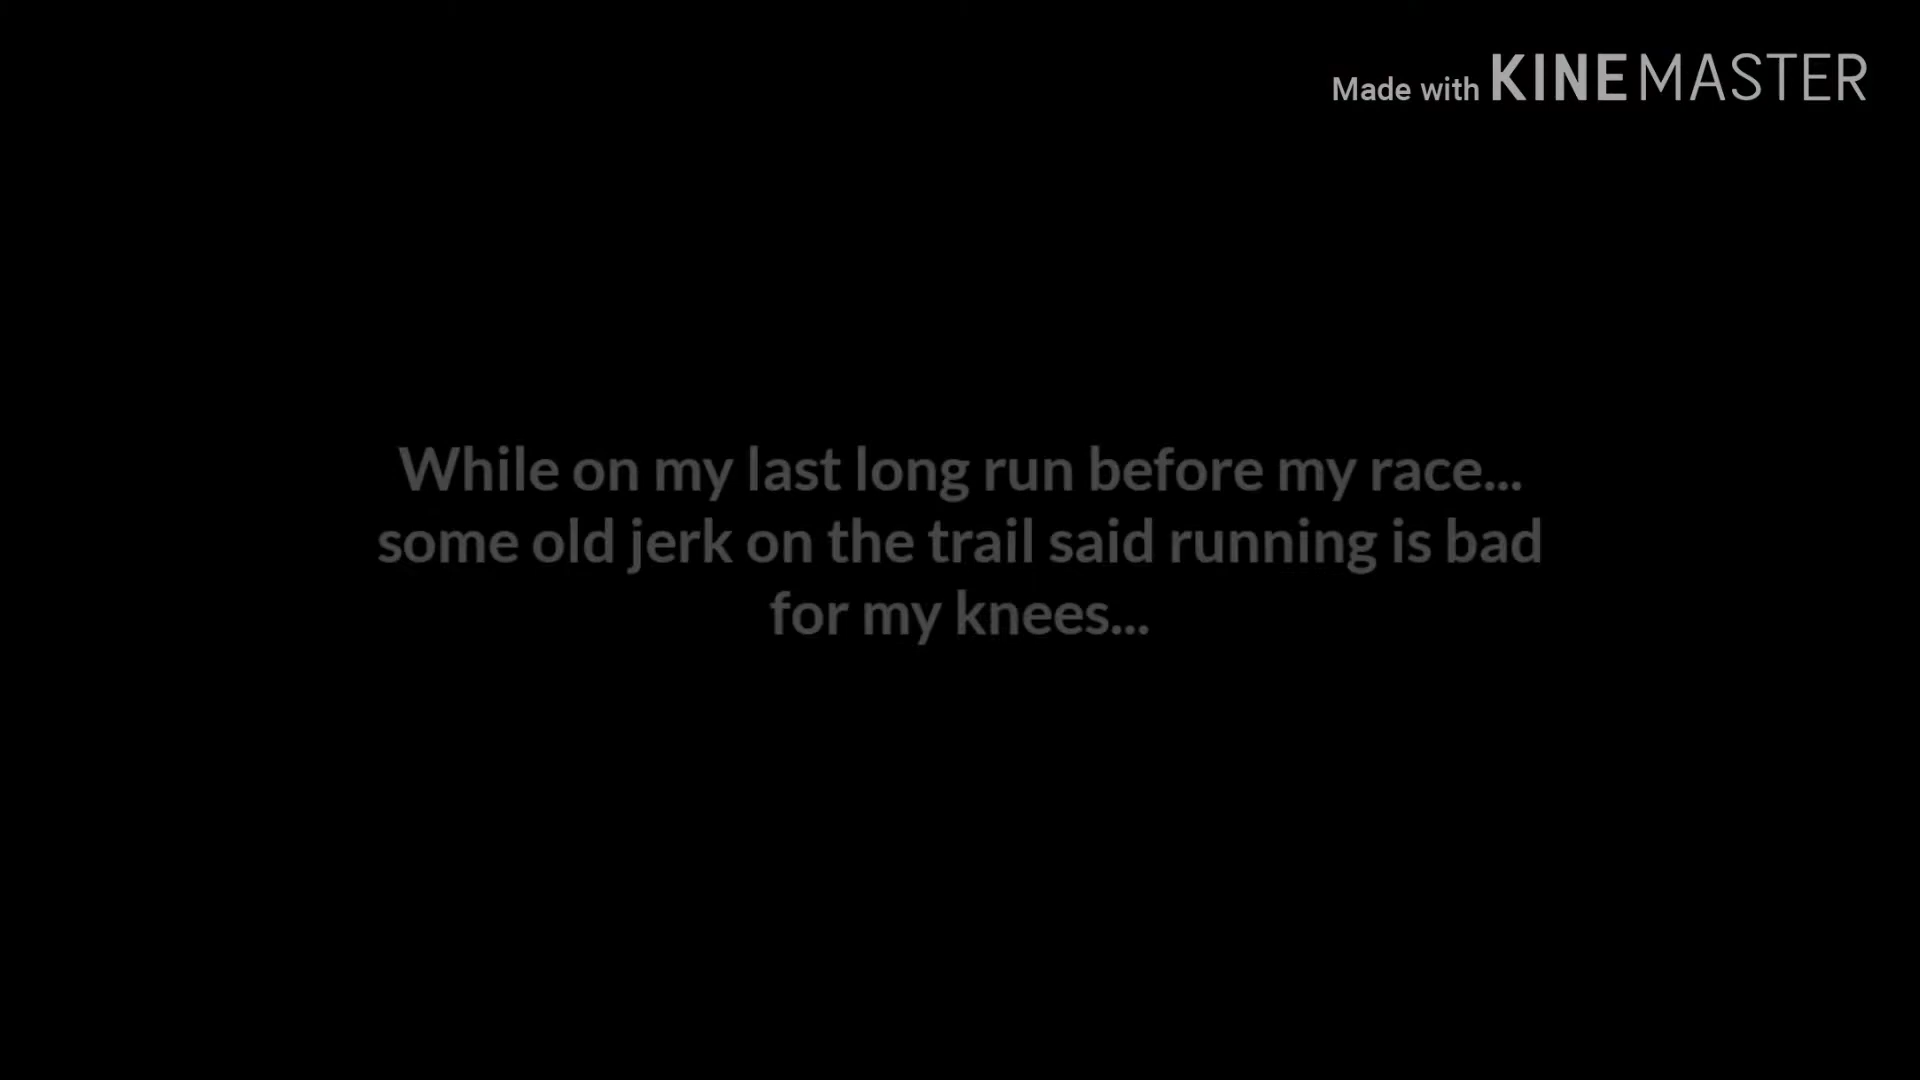 Made with KINEMASTER
While on my last long run before my race...
some old jerk on the trail said running is bad
for my knees...